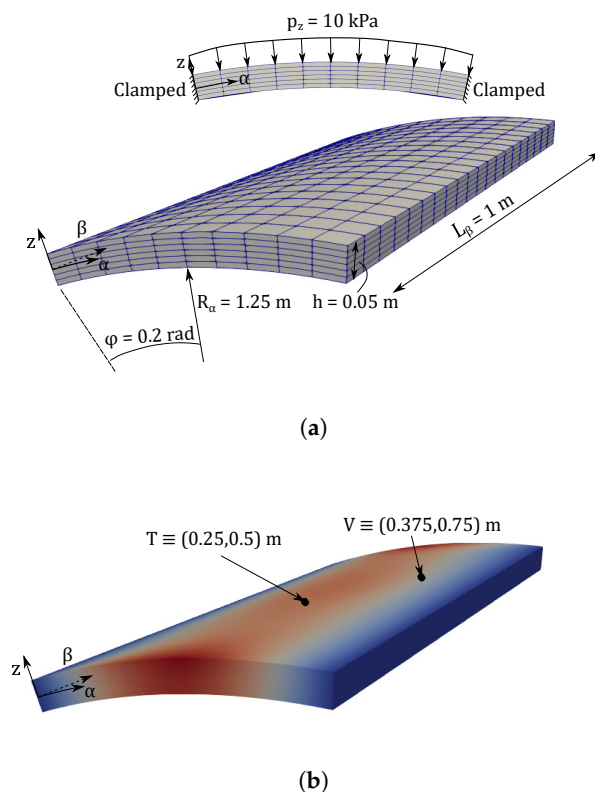 p_z = 10 kPa
z
α
Clamped
Clamped
z
β
α
L_β = 1 m
R_α = 1.25 m
h = 0.05 m
φ = 0.2 rad
(a)
T ≡ (0.25,0.5) m
V ≡ (0.375,0.75) m
z
β
α
(b)